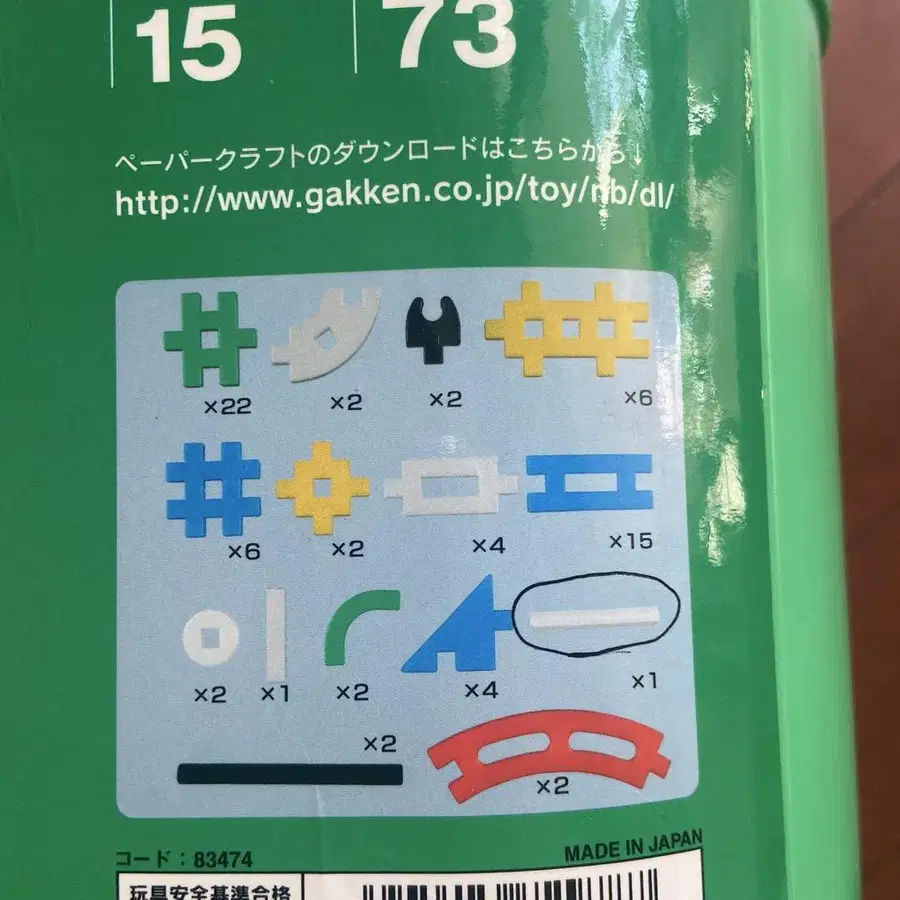 15 73
ペーパークラフトのダウンロードはこちらから↓
http://www.gakken.co.jp/toy/nb/dl/
×22 ×2 ×2 ×6
×6 ×2 ×4 ×15
×2 ×1 ×2 ×4 ×1
×2
×2
コード：83474
MADE IN JAPAN
玩具安全基準合格